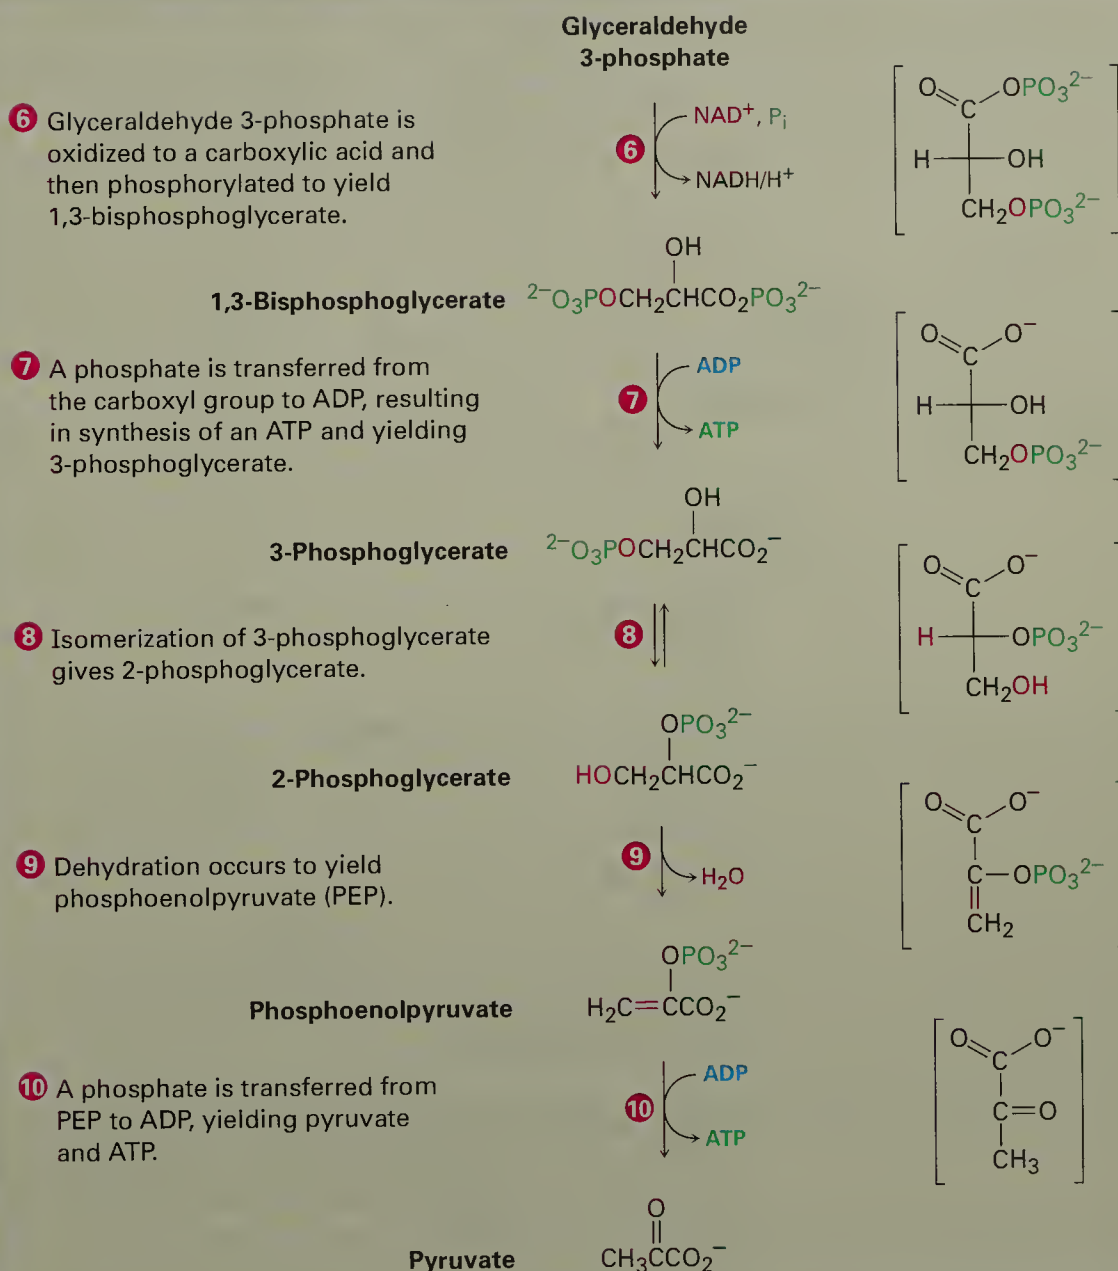 Glyceraldehyde
3-phosphate
6 Glyceraldehyde 3-phosphate is
oxidized to a carboxylic acid and
then phosphorylated to yield
1,3-bisphosphoglycerate.
6
NAD⁺, Pᵢ
NADH/H⁺
O
C
OPO₃²⁻
H
OH
CH₂OPO₃²⁻
OH
1,3-Bisphosphoglycerate ²⁻O₃POCH₂CHCO₂PO₃²⁻
7 A phosphate is transferred from
the carboxyl group to ADP, resulting
in synthesis of an ATP and yielding
3-phosphoglycerate.
7
ADP
ATP
O
C
O⁻
H
OH
CH₂OPO₃²⁻
OH
3-Phosphoglycerate ²⁻O₃POCH₂CHCO₂⁻
8 Isomerization of 3-phosphoglycerate
gives 2-phosphoglycerate.
8
O
C
O⁻
H
OPO₃²⁻
CH₂OH
OPO₃²⁻
2-Phosphoglycerate HOCH₂CHCO₂⁻
9 Dehydration occurs to yield
phosphoenolpyruvate (PEP).
9
H₂O
O
C
O⁻
C—OPO₃²⁻
CH₂
OPO₃²⁻
Phosphoenolpyruvate H₂C=CCO₂⁻
10 A phosphate is transferred from
PEP to ADP, yielding pyruvate
and ATP.
10
ADP
ATP
O
C
O⁻
C=O
CH₃
O
Pyruvate CH₃CCO₂⁻